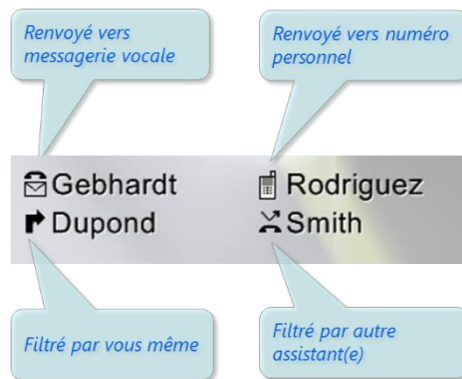 Renvoyé vers
messagerie vocale
Renvoyé vers numéro
personnel
Gebhardt
Rodriguez
Dupond
Smith
Filtré par vous même
Filtré par autre
assistant(e)